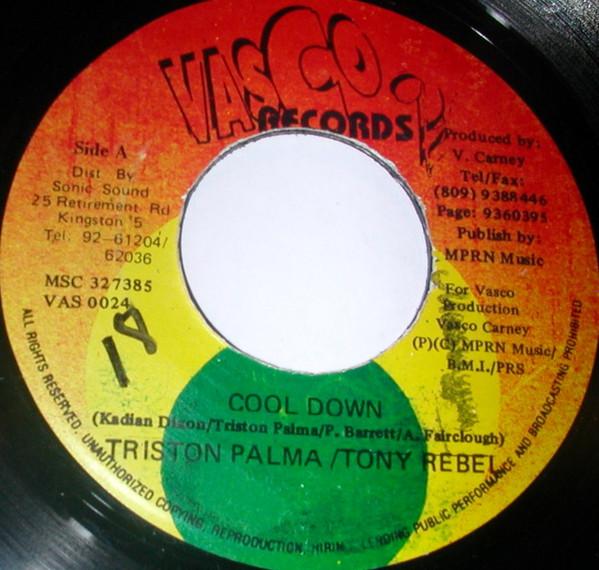 VASCO
RECORDS
Side A
Dist By
Sonic Sound
25 Retirement Rd
Kingston '5
Tel: 92-61204/
62036
MSC 327385
VAS 0024
18
Produced by:
V. Carney
Tel/Fax:
(809) 9388446
Page: 9360395
Publish by:
MPRN Music
For Vasco
Production
Vasco Carney
(P)(C) MPRN Music/
B.M.I./PRS
COOL DOWN
(Kadian Dixon/Triston Palma/P. Barrett/A. Fairclough)
TRISTON PALMA /TONY REBEL
ALL RIGHTS RESERVED. UNAUTHORIZED COPYING, REPRODUCTION, HIRING, LENDING PUBLIC PERFORMANCE AND BROADCASTING PROHIBITED